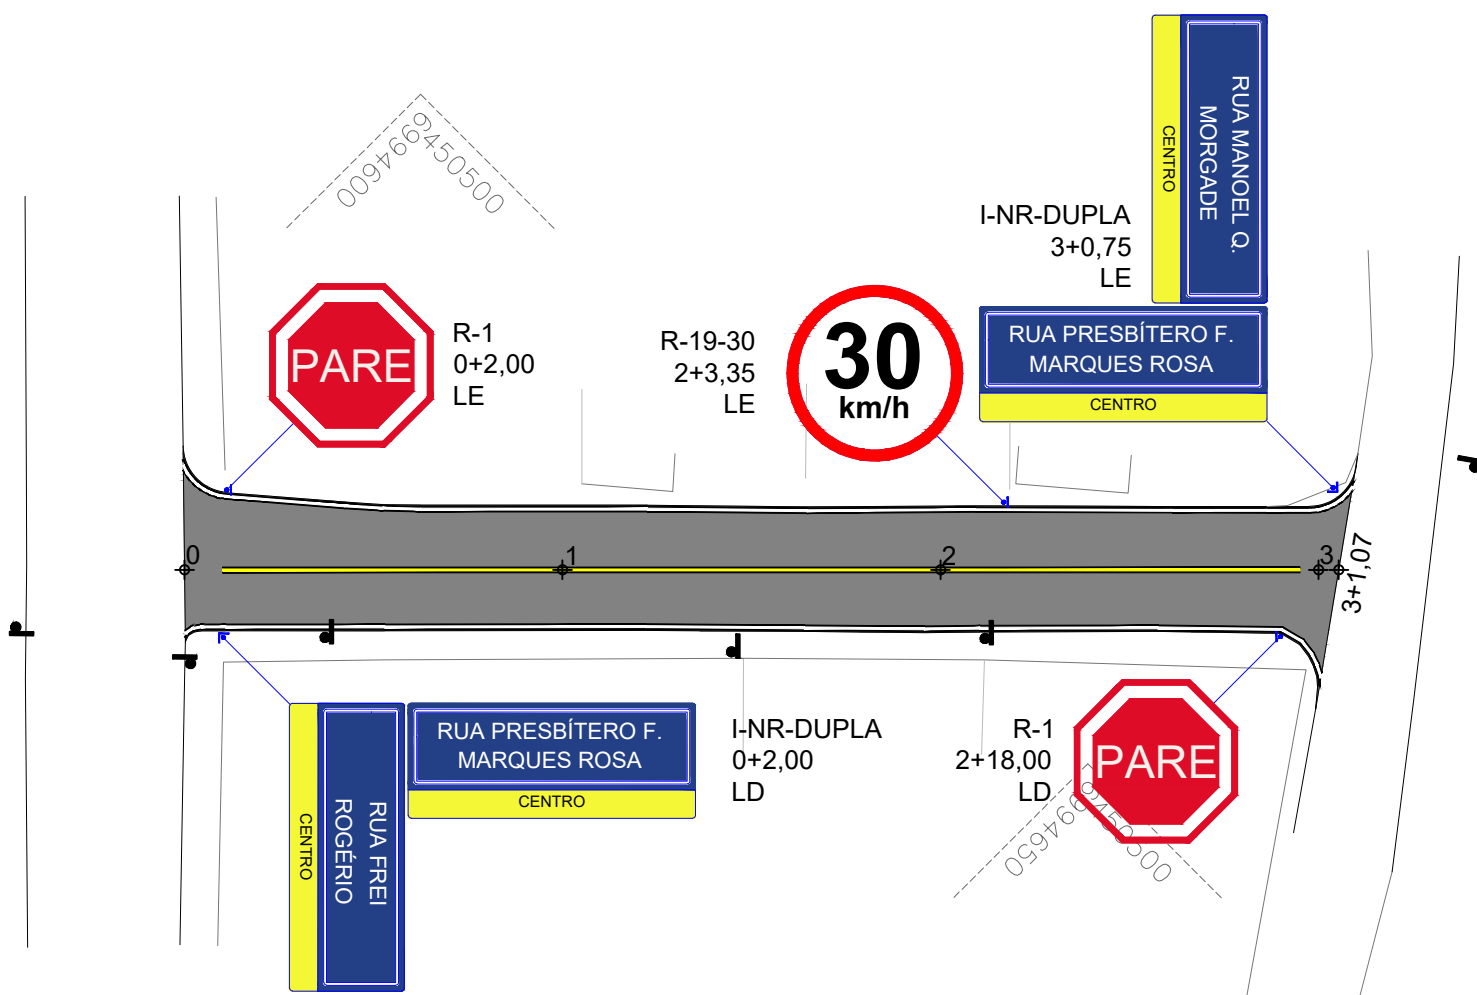 RUA MANOEL Q.
MORGADE
CENTRO
6994600
9450500
I-NR-DUPLA
3+0,75
LE
PARE
R-1
0+2,00
LE
R-19-30
2+3,35
LE
30
km/h
RUA PRESBÍTERO F.
MARQUES ROSA
CENTRO
0
1
2
3
3+1,07
RUA PRESBÍTERO F.
MARQUES ROSA
CENTRO
RUA FREI
ROGÉRIO
CENTRO
I-NR-DUPLA
0+2,00
LD
R-1
2+18,00
LD
PARE